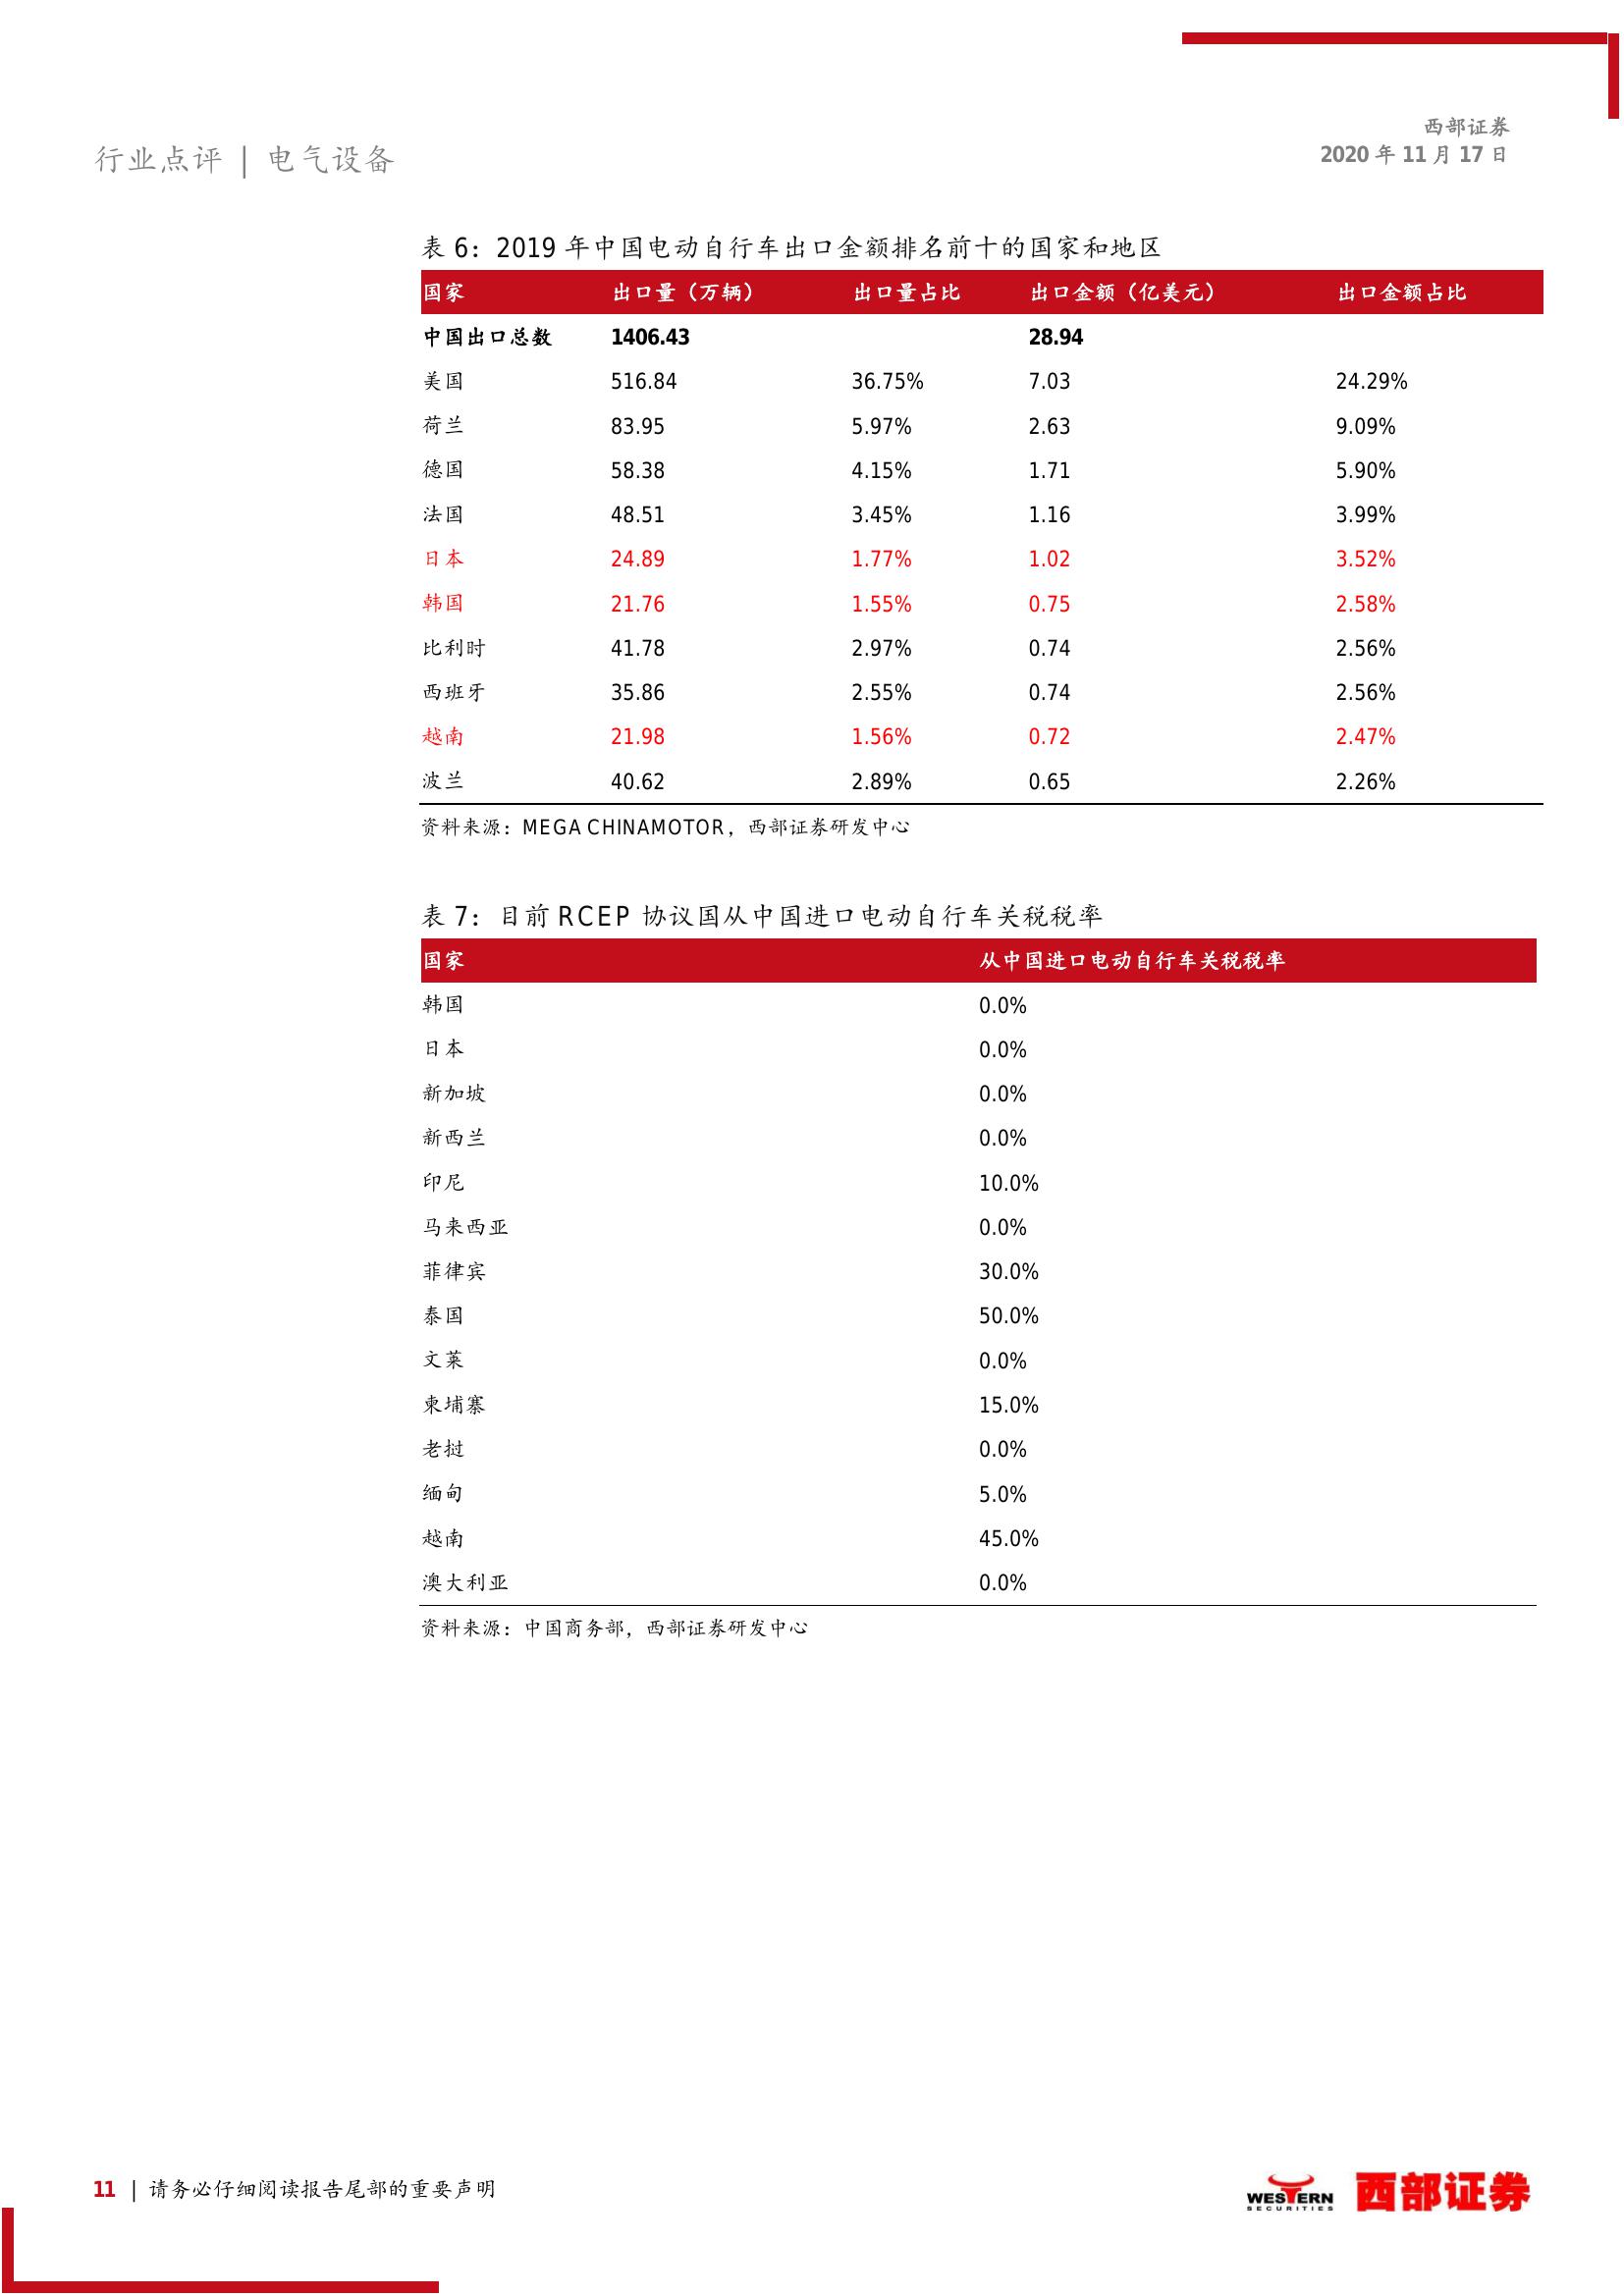 西部证券
行业点评 | 电气设备
2020 年 11 月 17 日
表 6：2019 年中国电动自行车出口金额排名前十的国家和地区
国家 出口量（万辆） 出口量占比 出口金额（亿美元） 出口金额占比
中国出口总数 1406.43 28.94
美国 516.84 36.75% 7.03 24.29%
荷兰 83.95 5.97% 2.63 9.09%
德国 58.38 4.15% 1.71 5.90%
法国 48.51 3.45% 1.16 3.99%
日本 24.89 1.77% 1.02 3.52%
韩国 21.76 1.55% 0.75 2.58%
比利时 41.78 2.97% 0.74 2.56%
西班牙 35.86 2.55% 0.74 2.56%
越南 21.98 1.56% 0.72 2.47%
波兰 40.62 2.89% 0.65 2.26%
资料来源：MEGA CHINAMOTOR，西部证券研发中心
表 7：目前 RCEP 协议国从中国进口电动自行车关税税率
国家 从中国进口电动自行车关税税率
韩国 0.0%
日本 0.0%
新加坡 0.0%
新西兰 0.0%
印尼 10.0%
马来西亚 0.0%
菲律宾 30.0%
泰国 50.0%
文莱 0.0%
柬埔寨 15.0%
老挝 0.0%
缅甸 5.0%
越南 45.0%
澳大利亚 0.0%
资料来源：中国商务部，西部证券研发中心
11 | 请务必仔细阅读报告尾部的重要声明
WESTERN
SECURITIES
西部证券